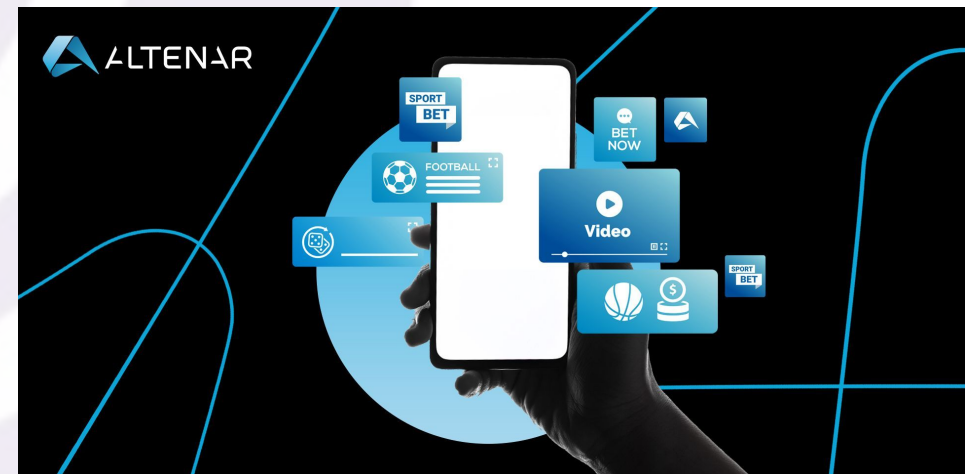 ALTENAR
SPORT
BET
FOOTBALL
BET
NOW
Video
SPORT
BET
$